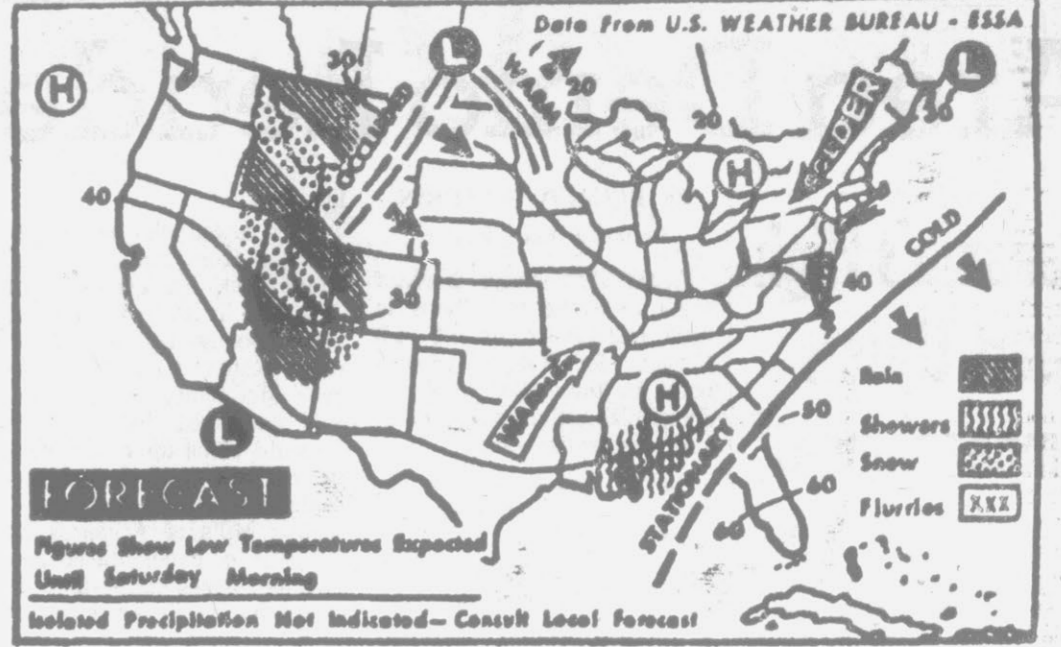 Data From U.S. WEATHER BUREAU - ESSA
L
L
H
30
OCCLUDED
WARM
20
20
COLDER
30
H
40
COLD
30
40
Rain
WARMER
H
50
Showers
L
STATIONARY
Snow
60
60
Flurries
FORECAST
Figures Show Low Temperatures Expected
Until Saturday Morning
Isolated Precipitation Not Indicated— Consult Local Forecast